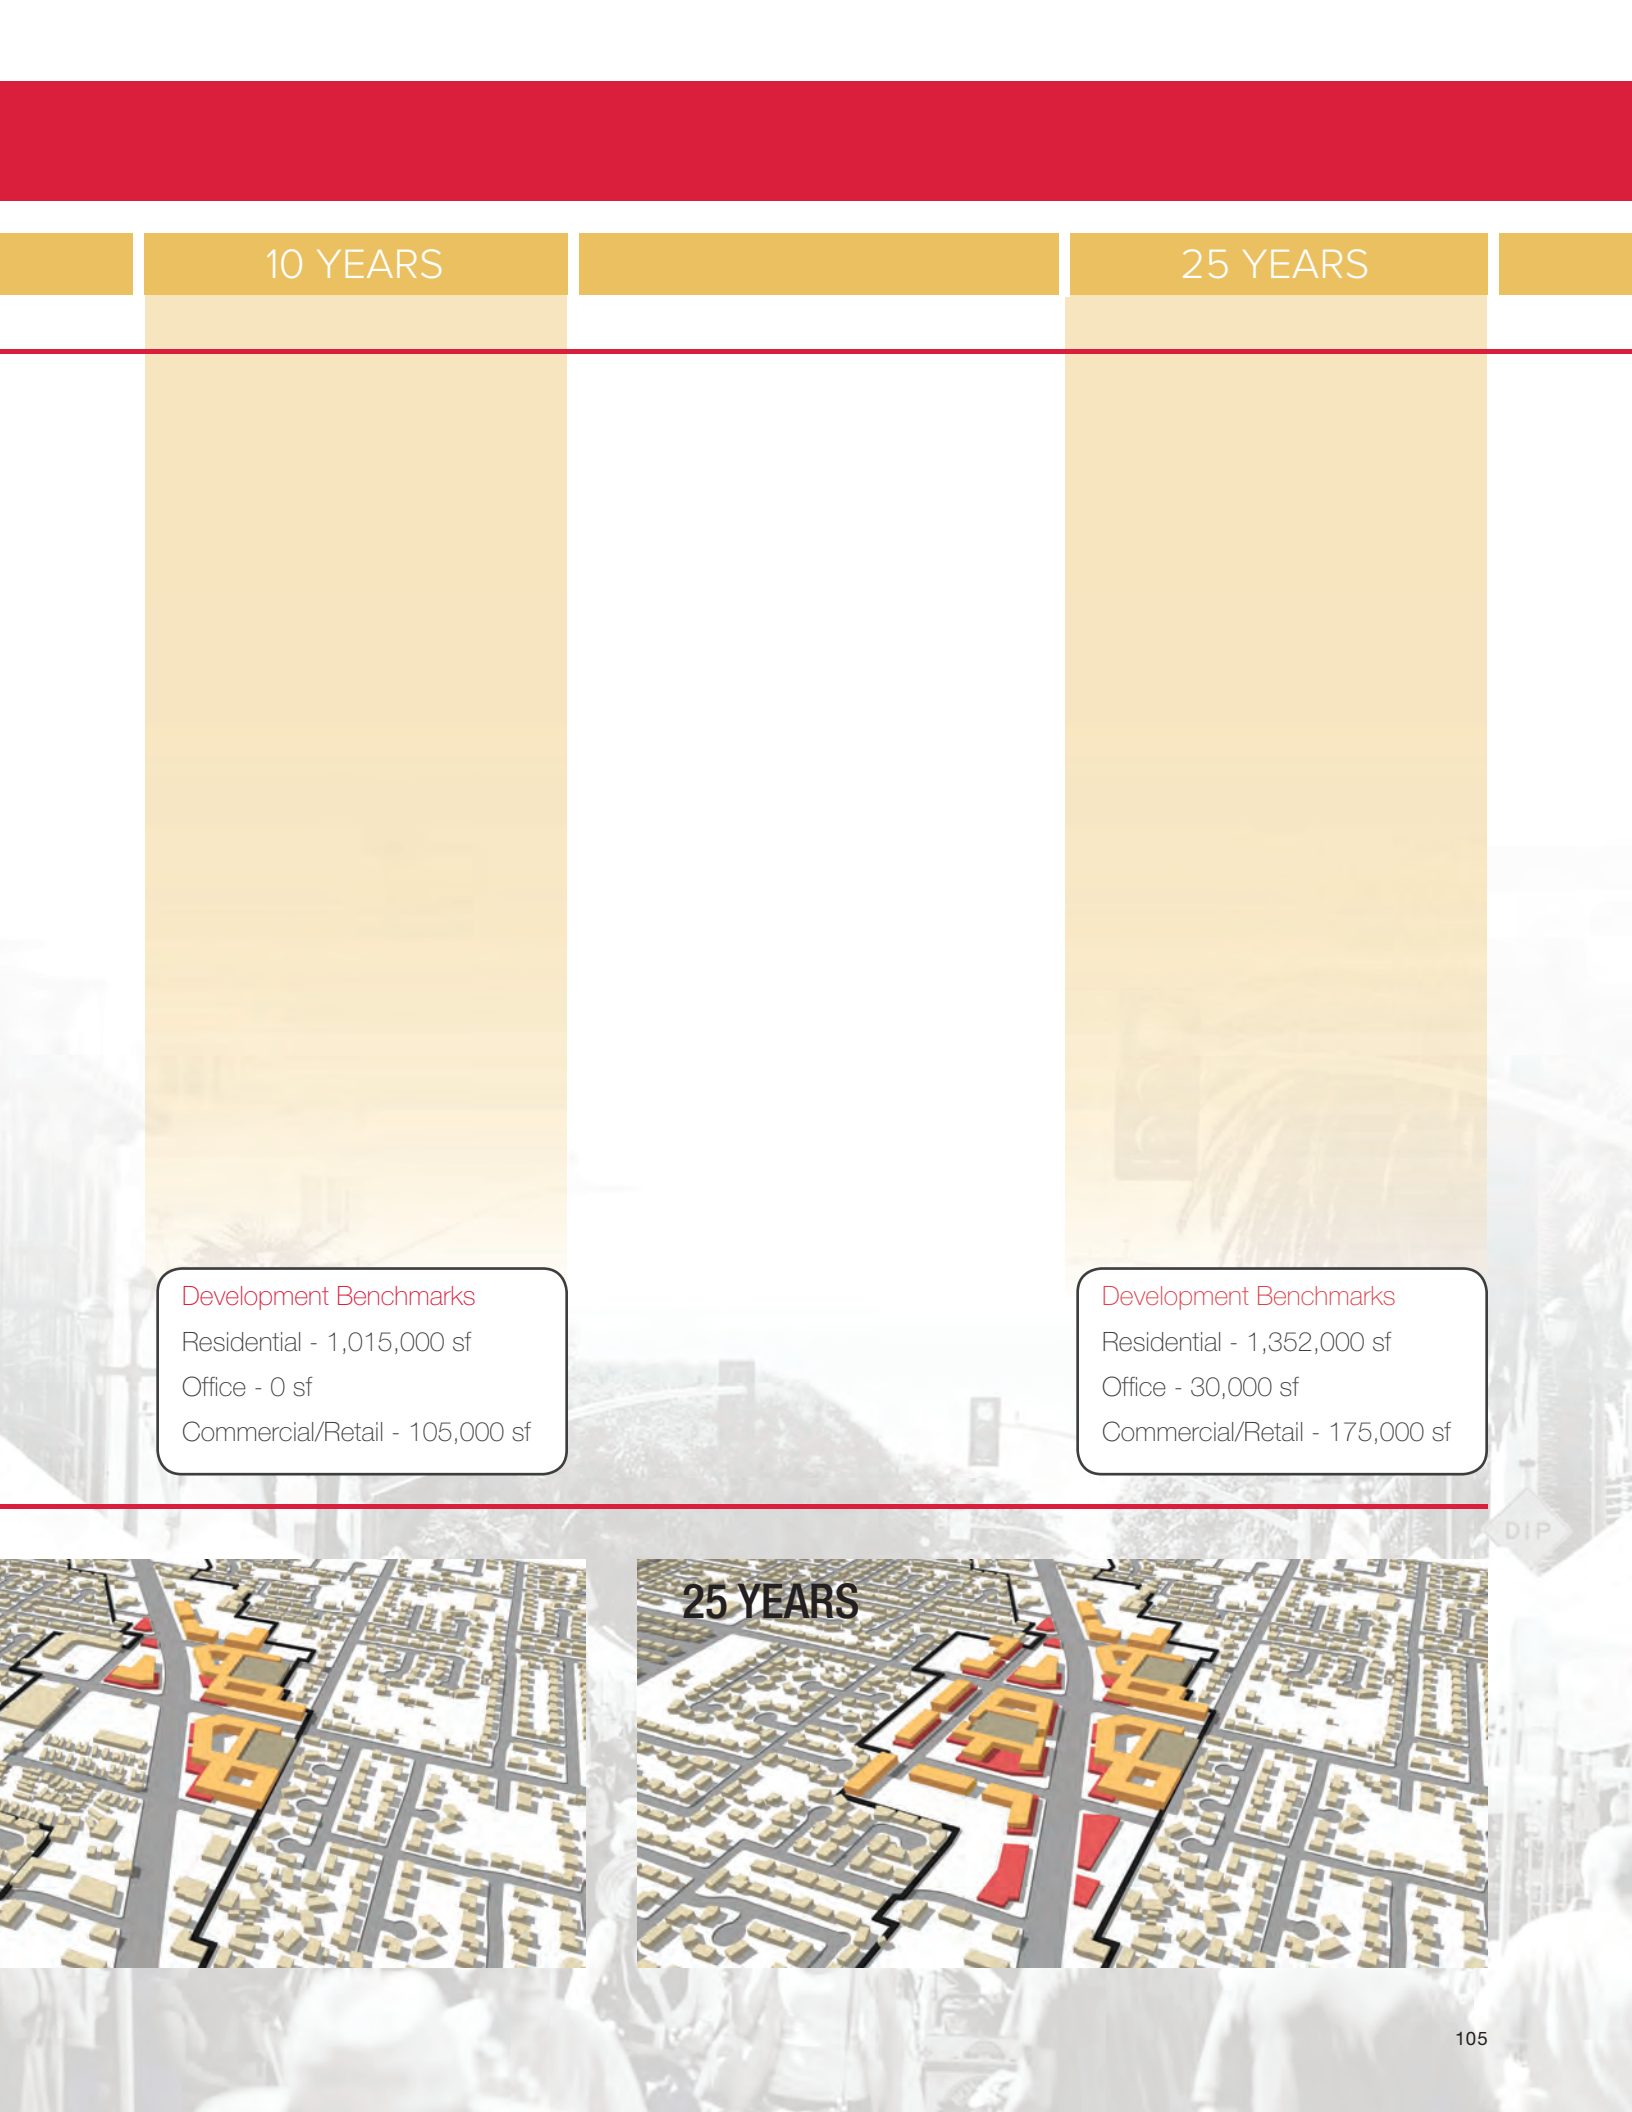 10 YEARS
25 YEARS
Development Benchmarks
Residential - 1,015,000 sf
Office - 0 sf
Commercial/Retail - 105,000 sf
Development Benchmarks
Residential - 1,352,000 sf
Office - 30,000 sf
Commercial/Retail - 175,000 sf
DIP
25 YEARS
105